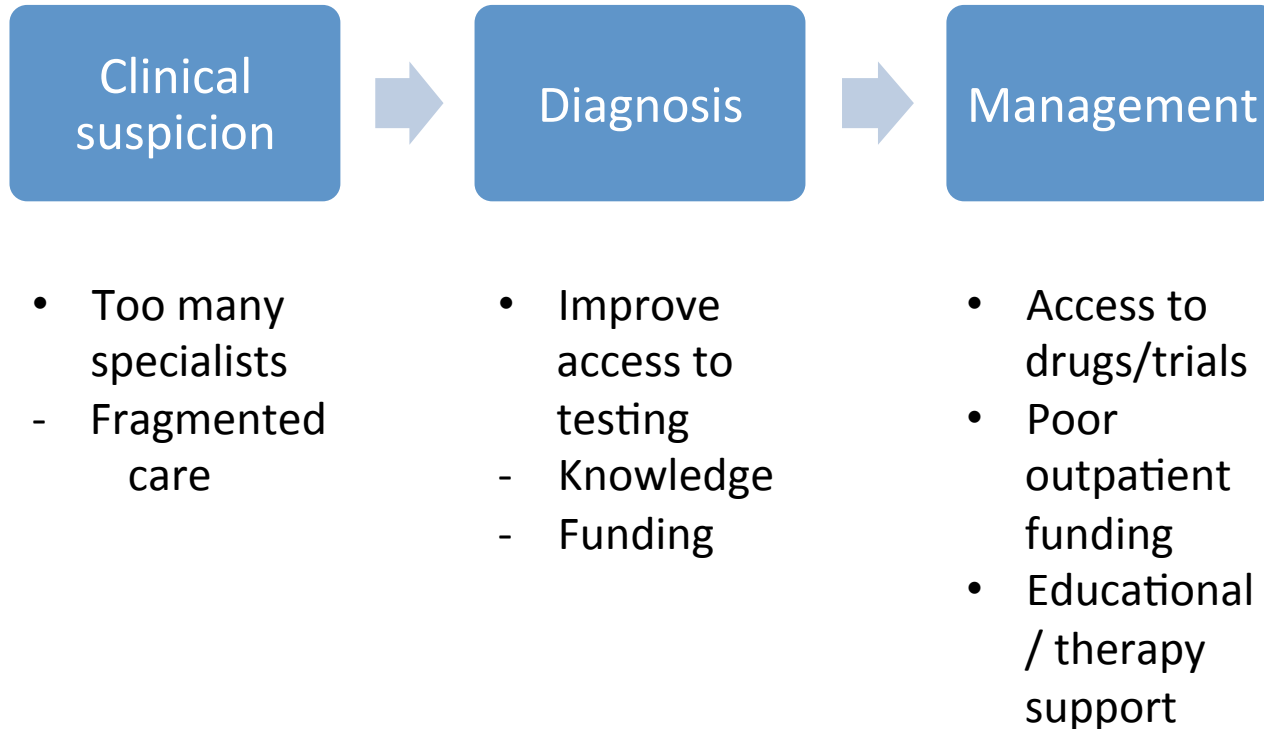 Clinical
suspicion
Diagnosis
Management
• Too many
specialists
- Fragmented
care
• Improve
access to
testing
- Knowledge
- Funding
• Access to
drugs/trials
• Poor
outpatient
funding
• Educational
/ therapy
support